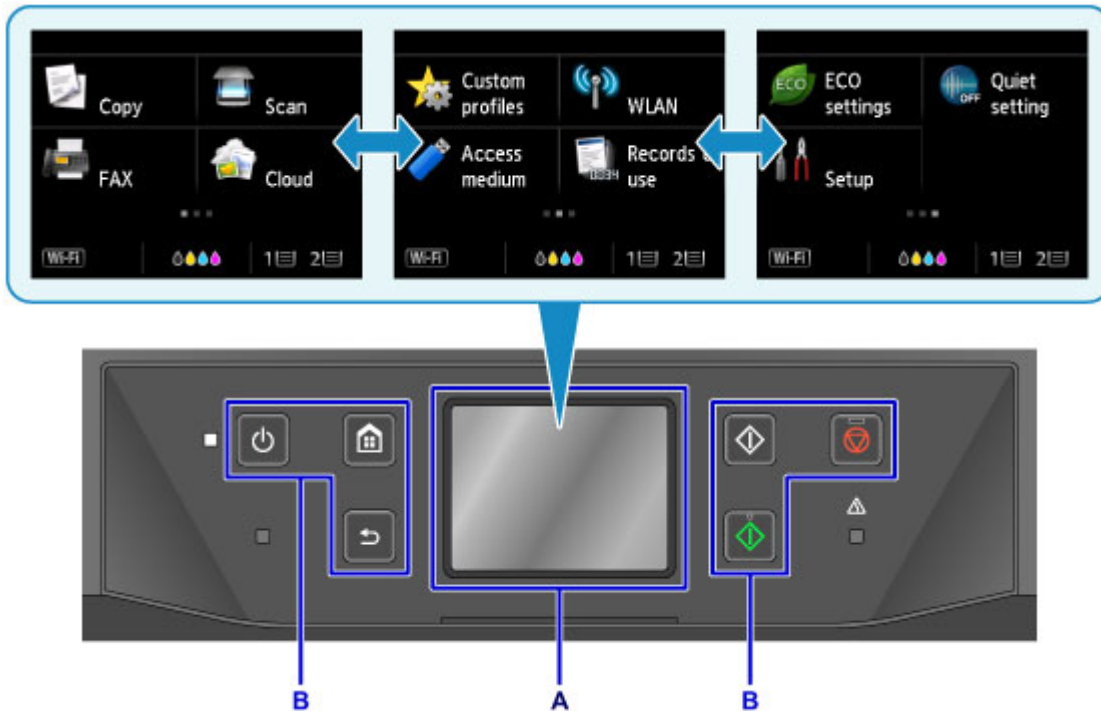 Copy
Scan
FAX
Cloud
Wi-Fi
1 2
Custom
profiles
WLAN
Access
medium
Records
use
Wi-Fi
1 2
ECO
ECO
settings
OFF
Quiet
setting
Setup
Wi-Fi
1 2
B
A
B